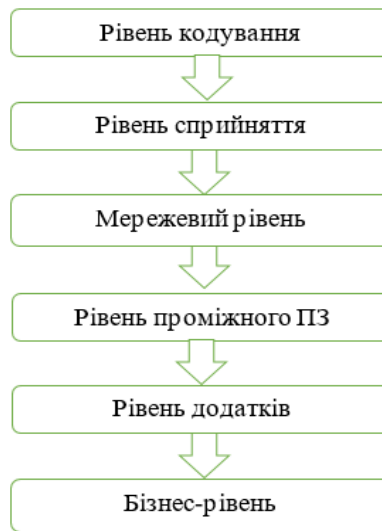 Рівень кодування
Рівень сприйняття
Мережевий рівень
Рівень проміжного ПЗ
Рівень додатків
Бізнес-рівень